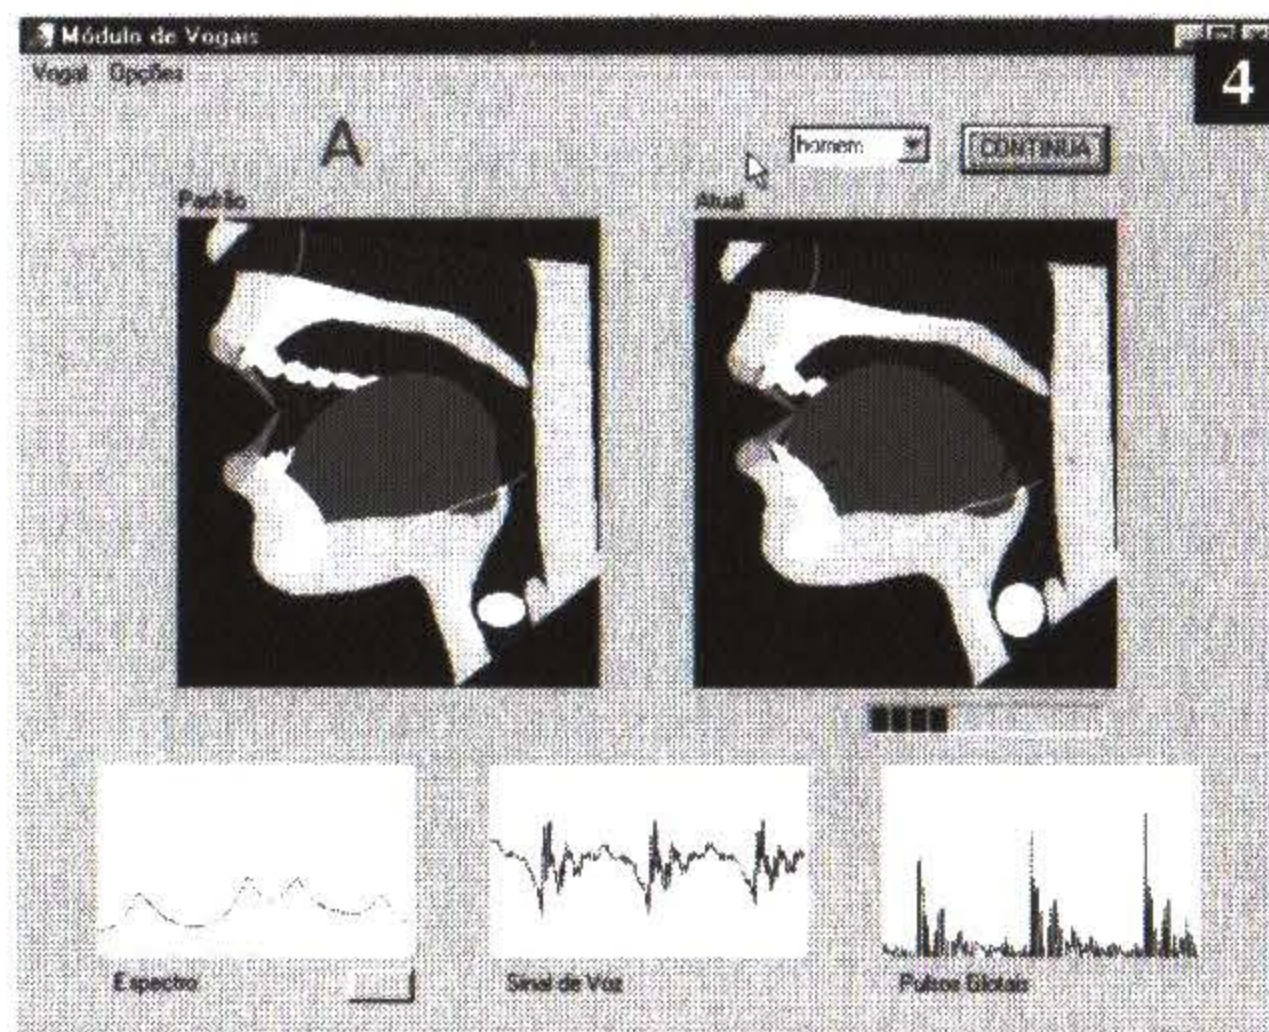 Módulo de Vogais
4
Vogal Opções
A
homem
CONTINUA
Padrão
Atual
Espectro
Sinal de Voz
Pulsos Glotais